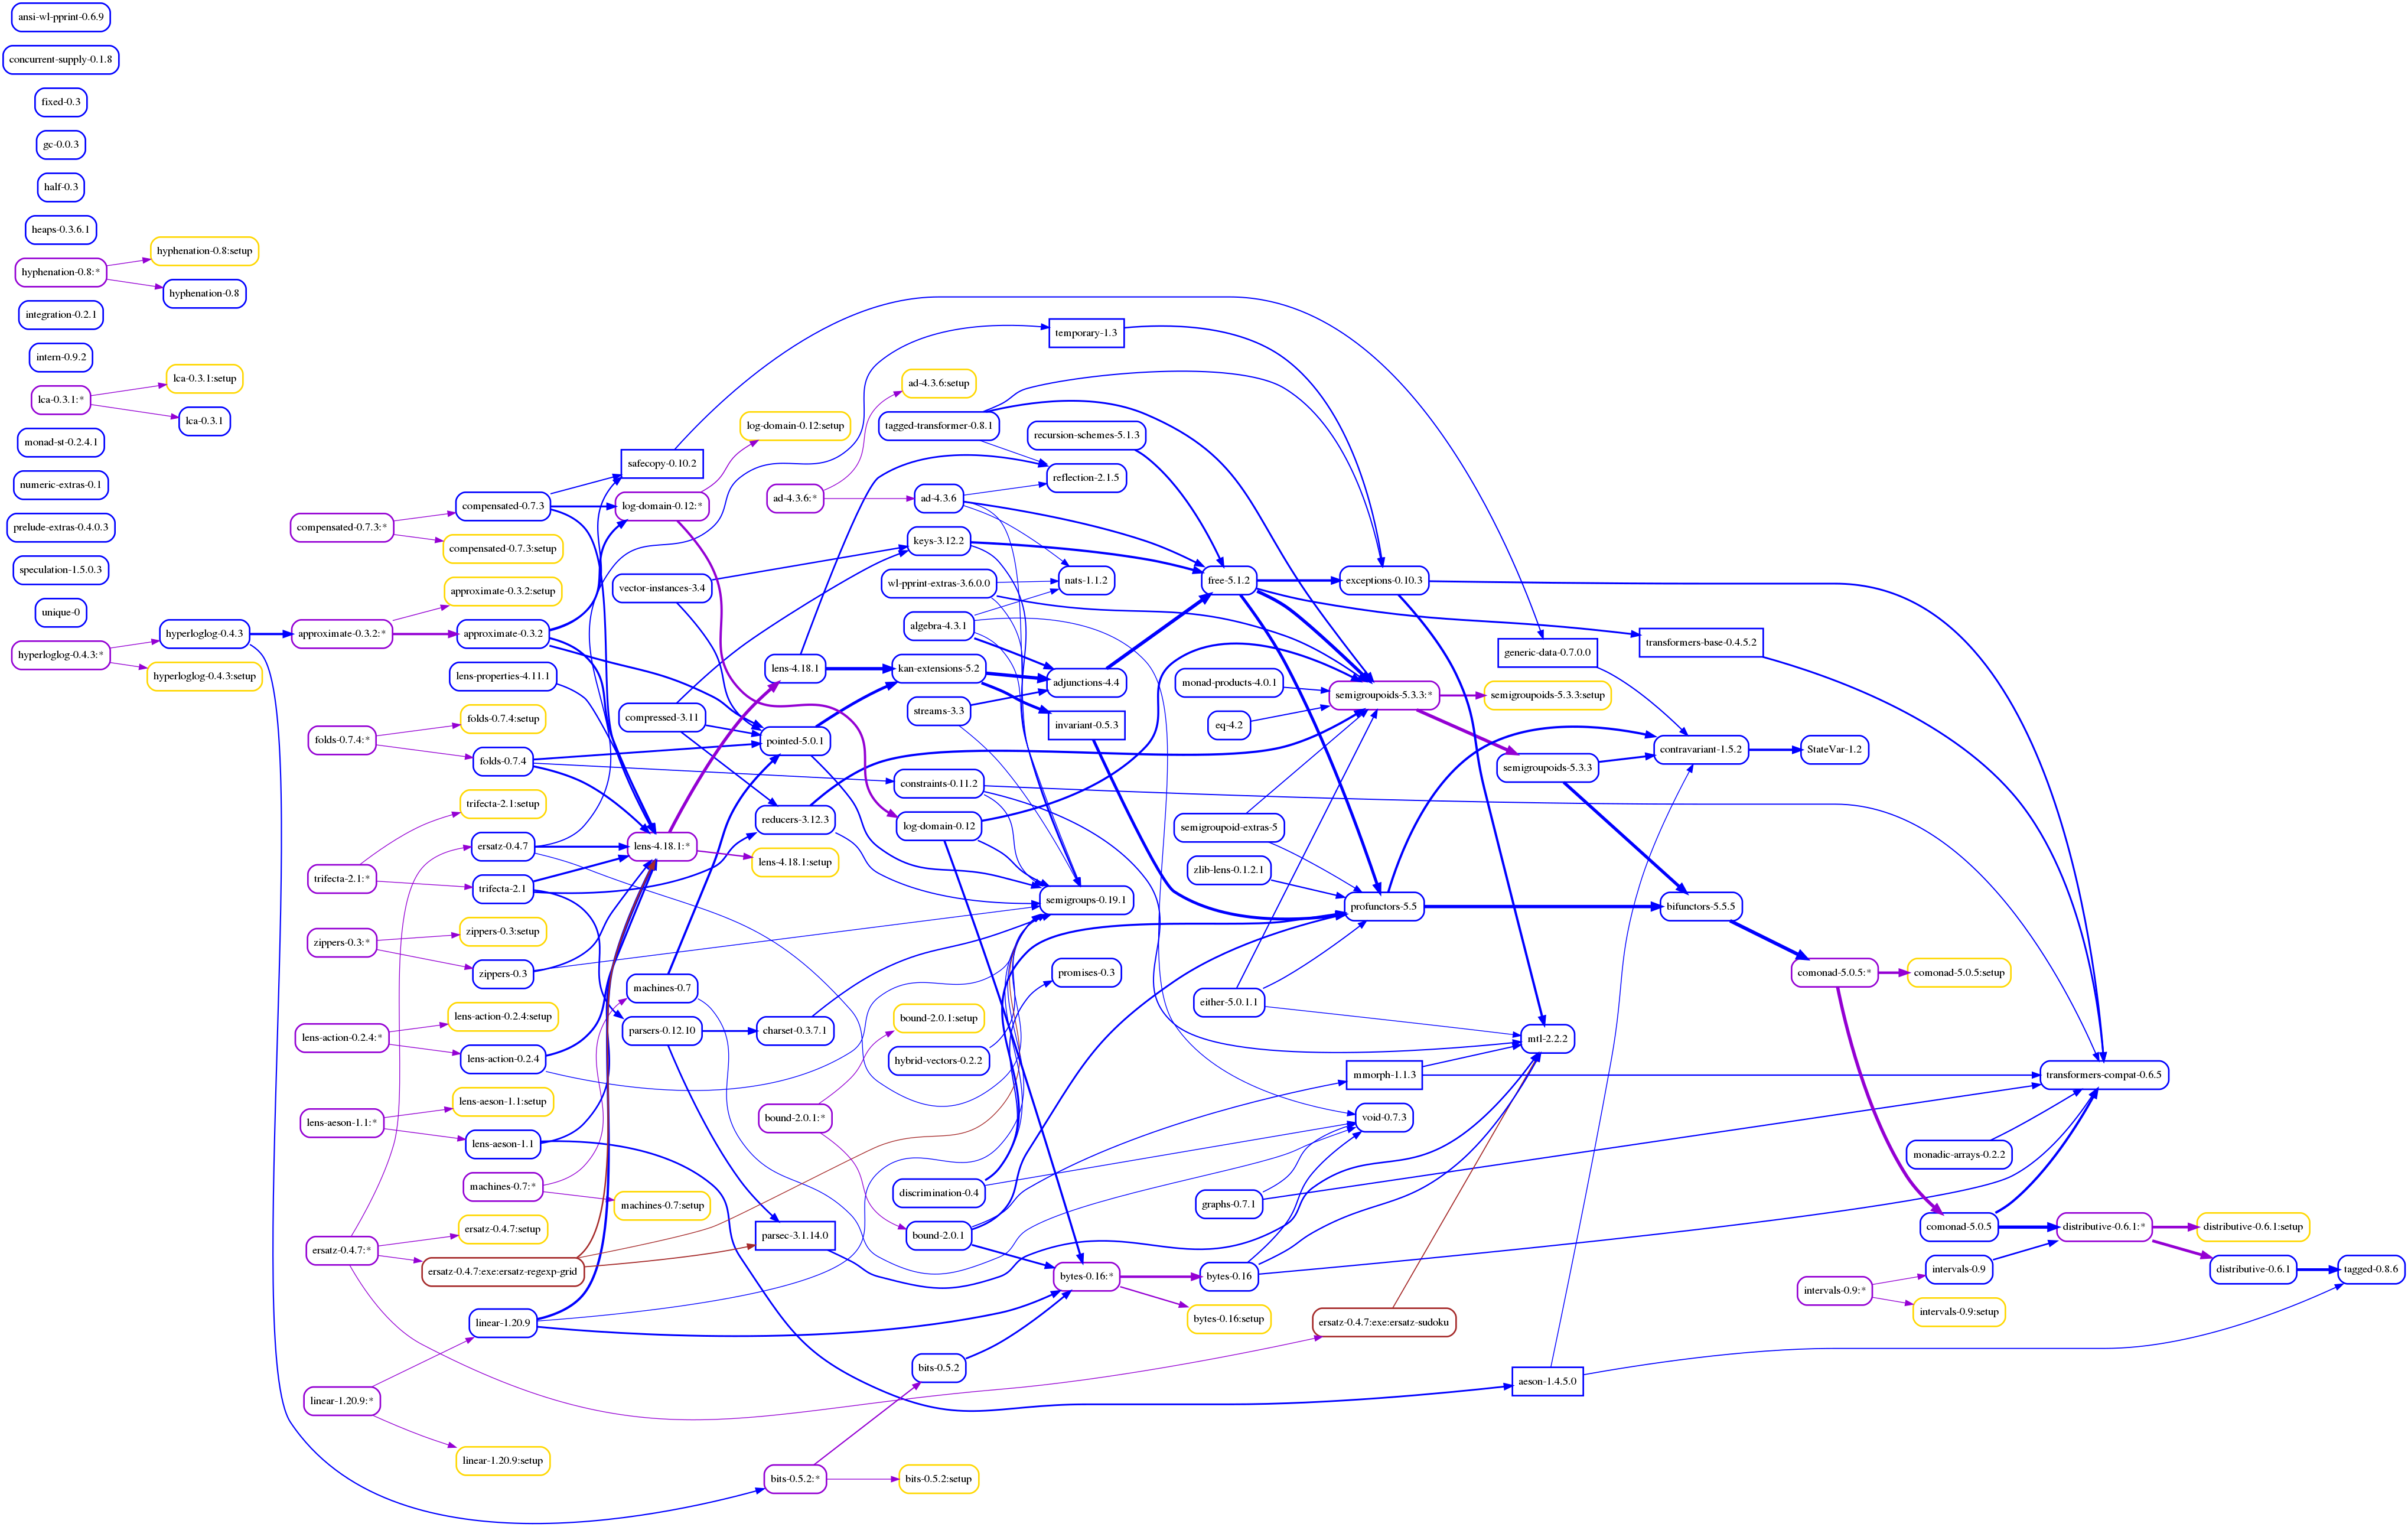 ansi-wl-pprint-0.6.9
concurrent-supply-0.1.8
fixed-0.3
gc-0.0.3
half-0.3
heaps-0.3.6.1
hyphenation-0.8:*
hyphenation-0.8:setup
hyphenation-0.8
integration-0.2.1
intern-0.9.2
lca-0.3.1:*
lca-0.3.1:setup
lca-0.3.1
monad-st-0.2.4.1
numeric-extras-0.1
prelude-extras-0.4.0.3
speculation-1.5.0.3
unique-0
hyperloglog-0.4.3:*
hyperloglog-0.4.3
hyperloglog-0.4.3:setup
compensated-0.7.3:*
approximate-0.3.2:*
folds-0.7.4:*
trifecta-2.1:*
zippers-0.3:*
lens-action-0.2.4:*
lens-aeson-1.1:*
ersatz-0.4.7:*
linear-1.20.9:*
compensated-0.7.3
compensated-0.7.3:setup
approximate-0.3.2:setup
approximate-0.3.2
lens-properties-4.11.1
folds-0.7.4:setup
folds-0.7.4
trifecta-2.1:setup
ersatz-0.4.7
trifecta-2.1
zippers-0.3:setup
zippers-0.3
lens-action-0.2.4:setup
lens-action-0.2.4
lens-aeson-1.1:setup
lens-aeson-1.1
machines-0.7:*
ersatz-0.4.7:setup
ersatz-0.4.7:exe:ersatz-regexp-grid
linear-1.20.9
linear-1.20.9:setup
safecopy-0.10.2
log-domain-0.12:*
vector-instances-3.4
compressed-3.11
lens-4.18.1:*
machines-0.7
parsers-0.12.10
machines-0.7:setup
log-domain-0.12:setup
ad-4.3.6:*
lens-4.18.1
pointed-5.0.1
reducers-3.12.3
lens-4.18.1:setup
charset-0.3.7.1
bound-2.0.1:*
parsec-3.1.14.0
bits-0.5.2:*
ad-4.3.6:setup
tagged-transformer-0.8.1
ad-4.3.6
keys-3.12.2
wl-pprint-extras-3.6.0.0
algebra-4.3.1
kan-extensions-5.2
streams-3.3
constraints-0.11.2
log-domain-0.12
bound-2.0.1:setup
hybrid-vectors-0.2.2
discrimination-0.4
bound-2.0.1
bits-0.5.2
bits-0.5.2:setup
temporary-1.3
recursion-schemes-5.1.3
reflection-2.1.5
nats-1.1.2
adjunctions-4.4
invariant-0.5.3
semigroups-0.19.1
promises-0.3
bytes-0.16:*
free-5.1.2
monad-products-4.0.1
eq-4.2
semigroupoid-extras-5
zlib-lens-0.1.2.1
either-5.0.1.1
graphs-0.7.1
bytes-0.16
bytes-0.16:setup
exceptions-0.10.3
semigroupoids-5.3.3:*
profunctors-5.5
mmorph-1.1.3
void-0.7.3
ersatz-0.4.7:exe:ersatz-sudoku
generic-data-0.7.0.0
semigroupoids-5.3.3:setup
semigroupoids-5.3.3
mtl-2.2.2
aeson-1.4.5.0
transformers-base-0.4.5.2
contravariant-1.5.2
bifunctors-5.5.5
StateVar-1.2
comonad-5.0.5:*
intervals-0.9:*
comonad-5.0.5:setup
monadic-arrays-0.2.2
comonad-5.0.5
intervals-0.9
intervals-0.9:setup
transformers-compat-0.6.5
distributive-0.6.1:*
distributive-0.6.1:setup
distributive-0.6.1
tagged-0.8.6